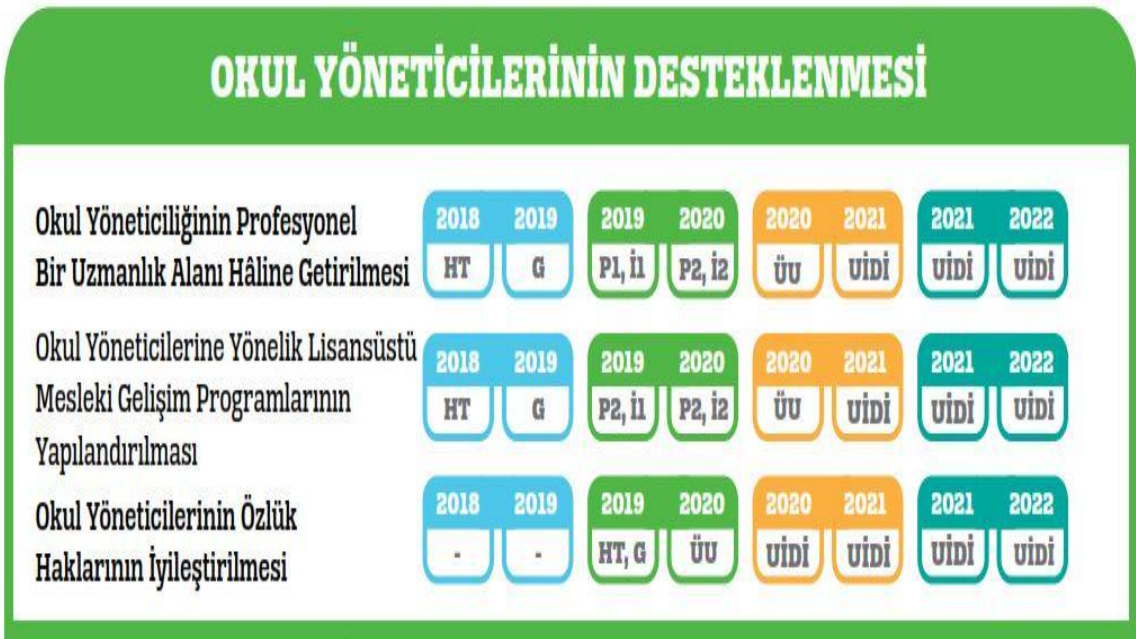 OKUL YÖNETİCİLERİNİN DESTEKLENMESİ
Okul Yöneticiliğinin Profesyonel
Bir Uzmanlık Alanı Hâline Getirilmesi
2018 2019 2019 2020 2020 2021 2021 2022
HT G P1, İ1 P2, İ2 ÜU UİDİ UİDİ UİDİ
Okul Yöneticilerine Yönelik Lisansüstü
Mesleki Gelişim Programlarının
Yapılandırılması
2018 2019 2019 2020 2020 2021 2021 2022
HT G P2, İ1 P2, İ2 ÜU UİDİ UİDİ UİDİ
Okul Yöneticilerinin Özlük
Haklarının İyileştirilmesi
2018 2019 2019 2020 2020 2021 2021 2022
- - HT, G ÜU UİDİ UİDİ UİDİ UİDİ